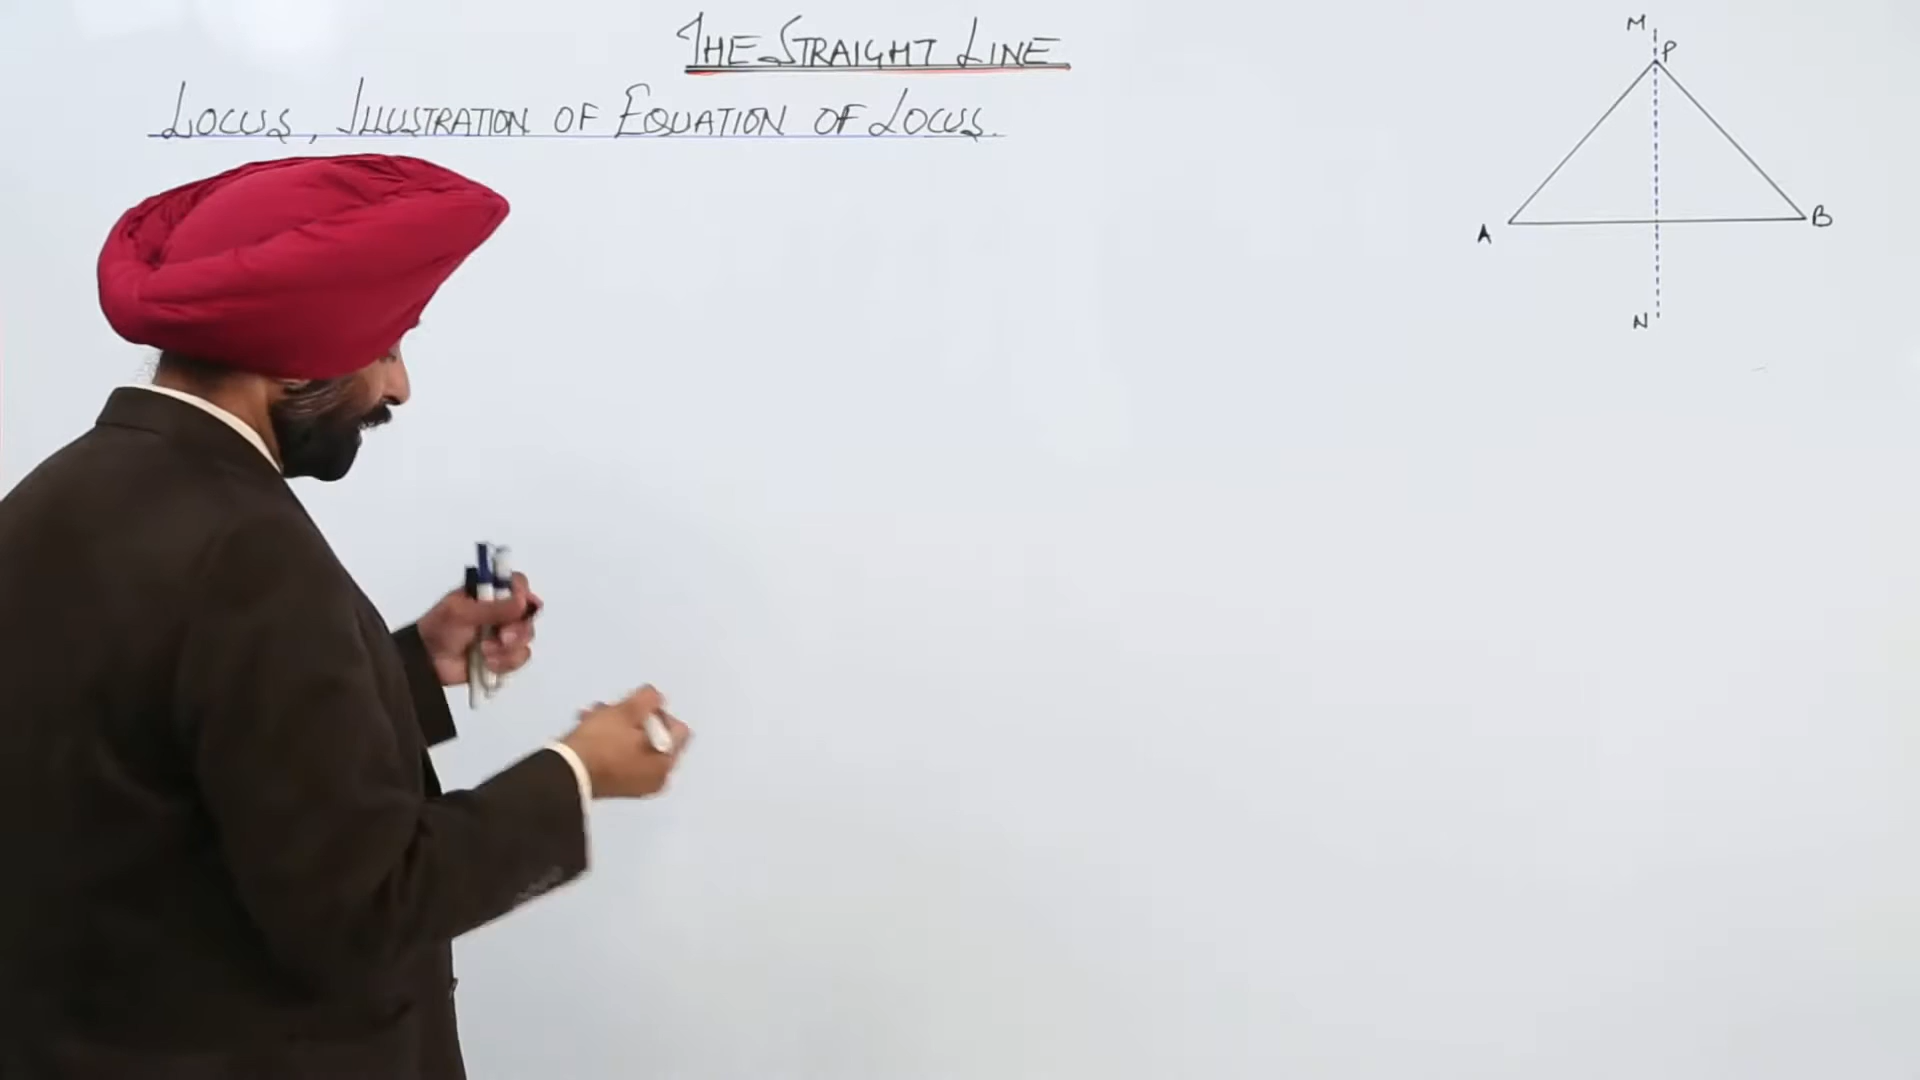 THE STRAIGHT LINE
LOCUS, ILLUSTRATION OF EQUATION OF LOCUS.
M
P
A
B
N